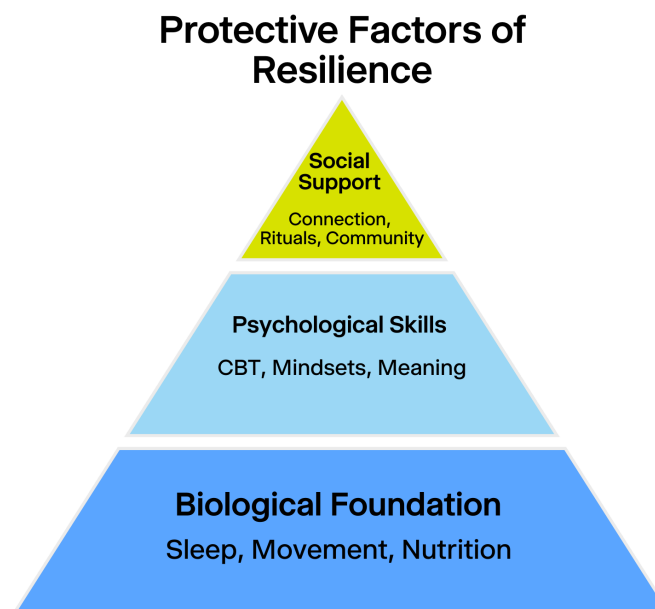 Protective Factors of
Resilience
Social
Support
Connection,
Rituals, Community
Psychological Skills
CBT, Mindsets, Meaning
Biological Foundation
Sleep, Movement, Nutrition